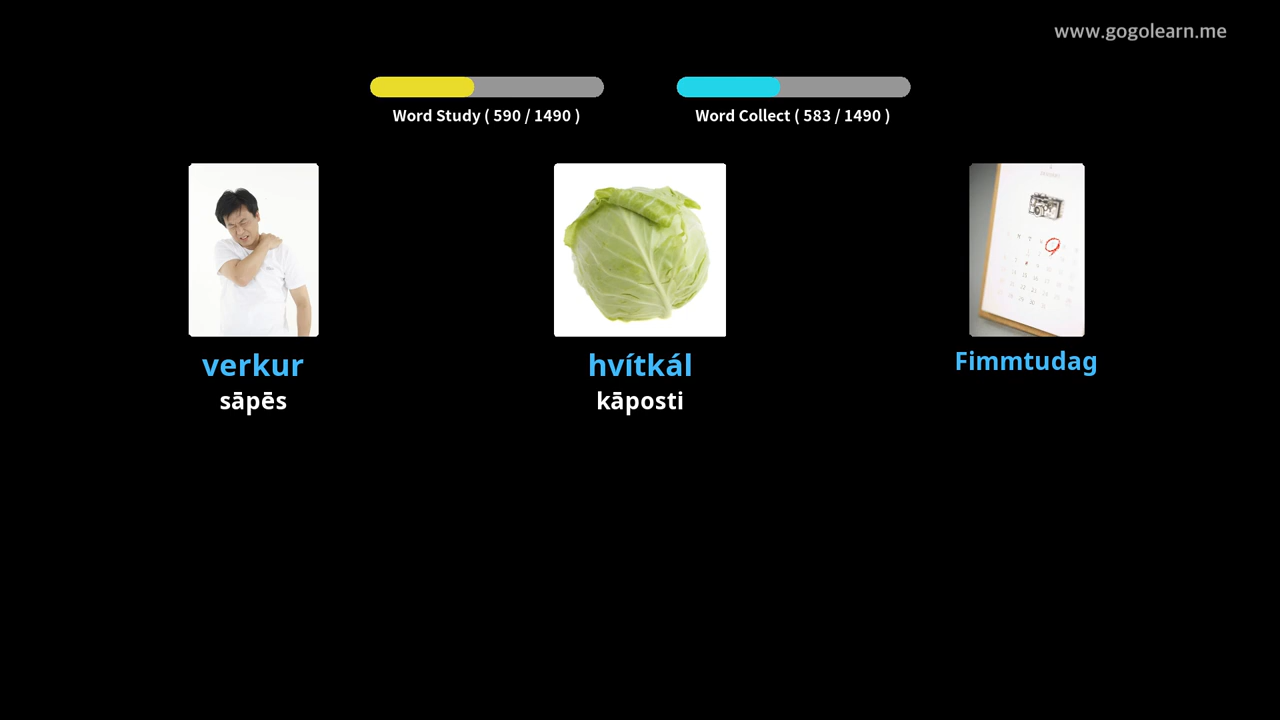 www.gogolearn.me
Word Study ( 590 / 1490 )
Word Collect ( 583 / 1490 )
verkur
hvítkál
Fimmtudag
sāpēs
kāposti